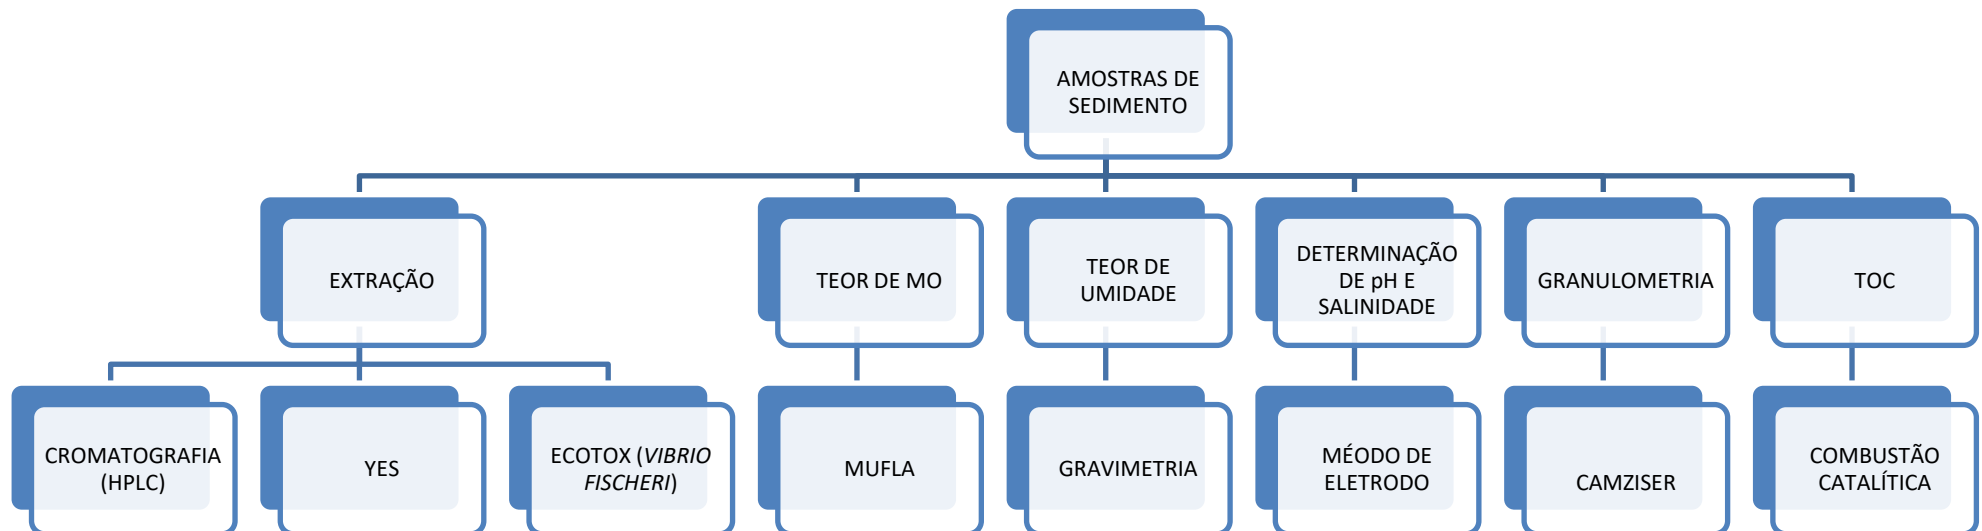 AMOSTRAS DE
SEDIMENTO
EXTRAÇÃO
TEOR DE MO
TEOR DE
UMIDADE
DETERMINAÇÃO
DE pH E
SALINIDADE
GRANULOMETRIA
TOC
CROMATOGRAFIA
(HPLC)
YES
ECOTOX (VIBRIO
FISCHERI)
MUFLA
GRAVIMETRIA
MÉODO DE
ELETRODO
CAMZISER
COMBUSTÃO
CATALÍTICA